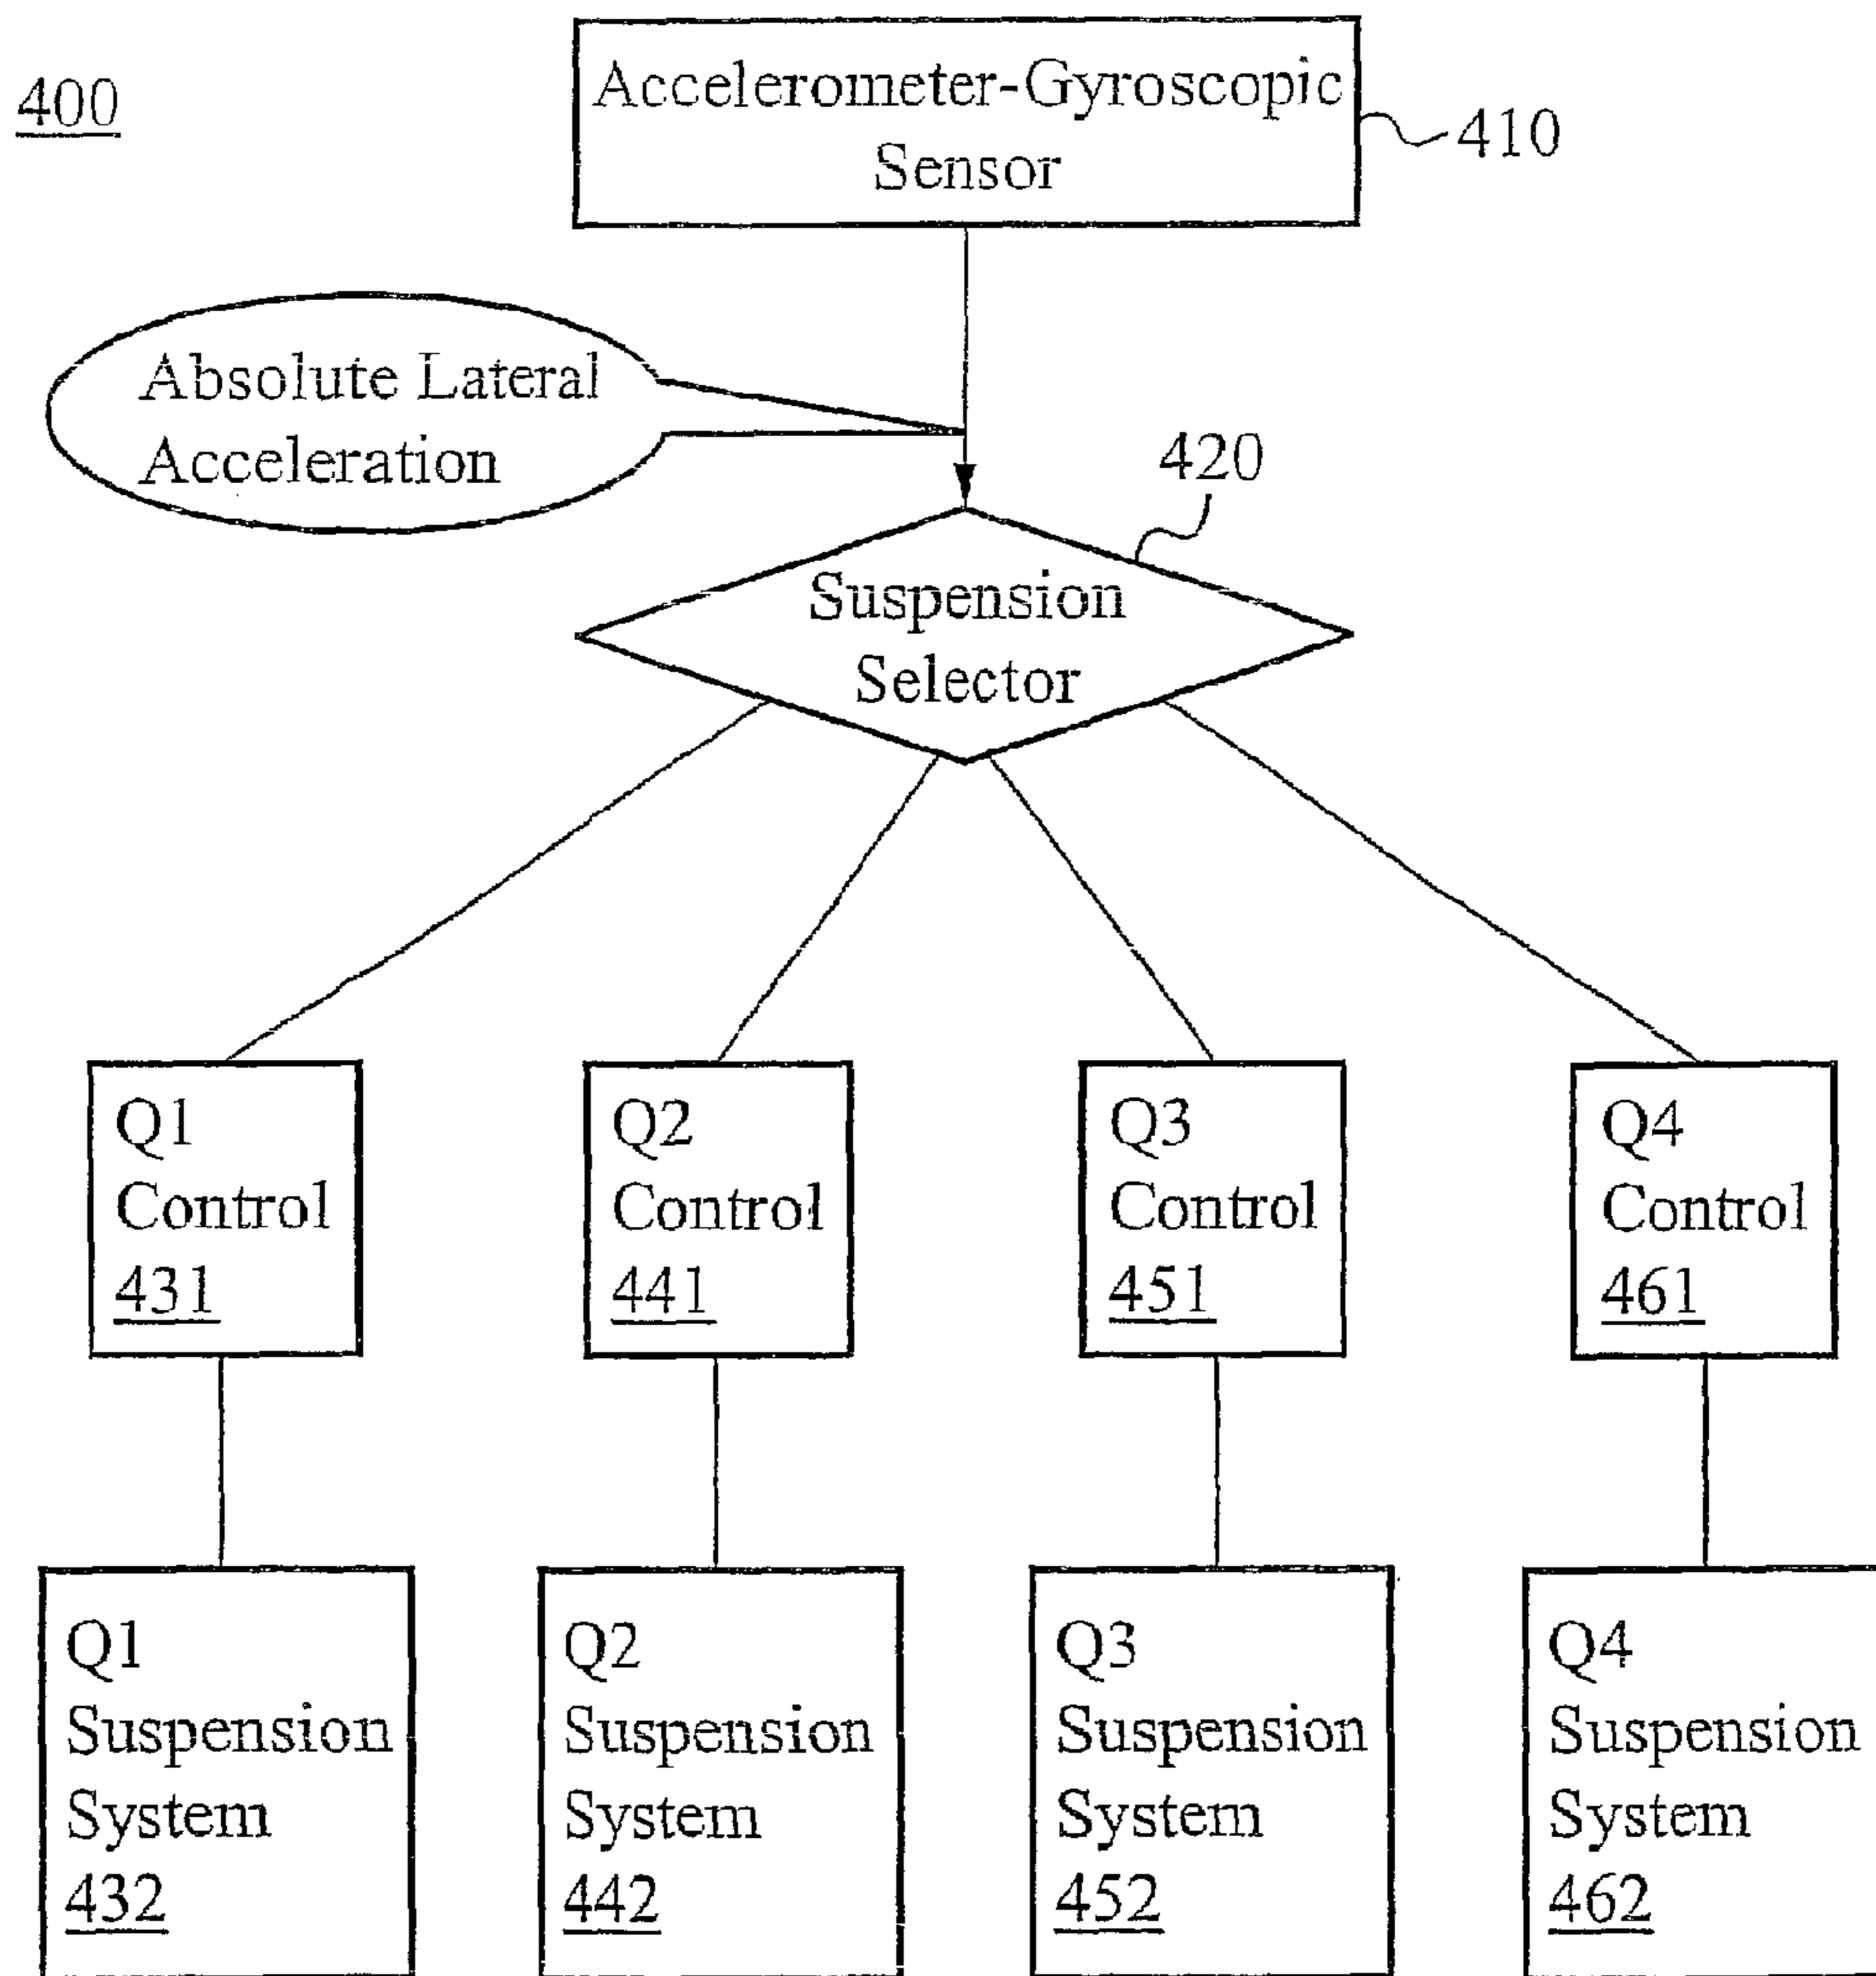 400
Accelerometer-Gyroscopic
Sensor
410
Absolute Lateral
Acceleration
420
Suspension
Selector
Q1
Control
431
Q2
Control
441
Q3
Control
451
Q4
Control
461
Q1
Suspension
System
432
Q2
Suspension
System
442
Q3
Suspension
System
452
Q4
Suspension
System
462